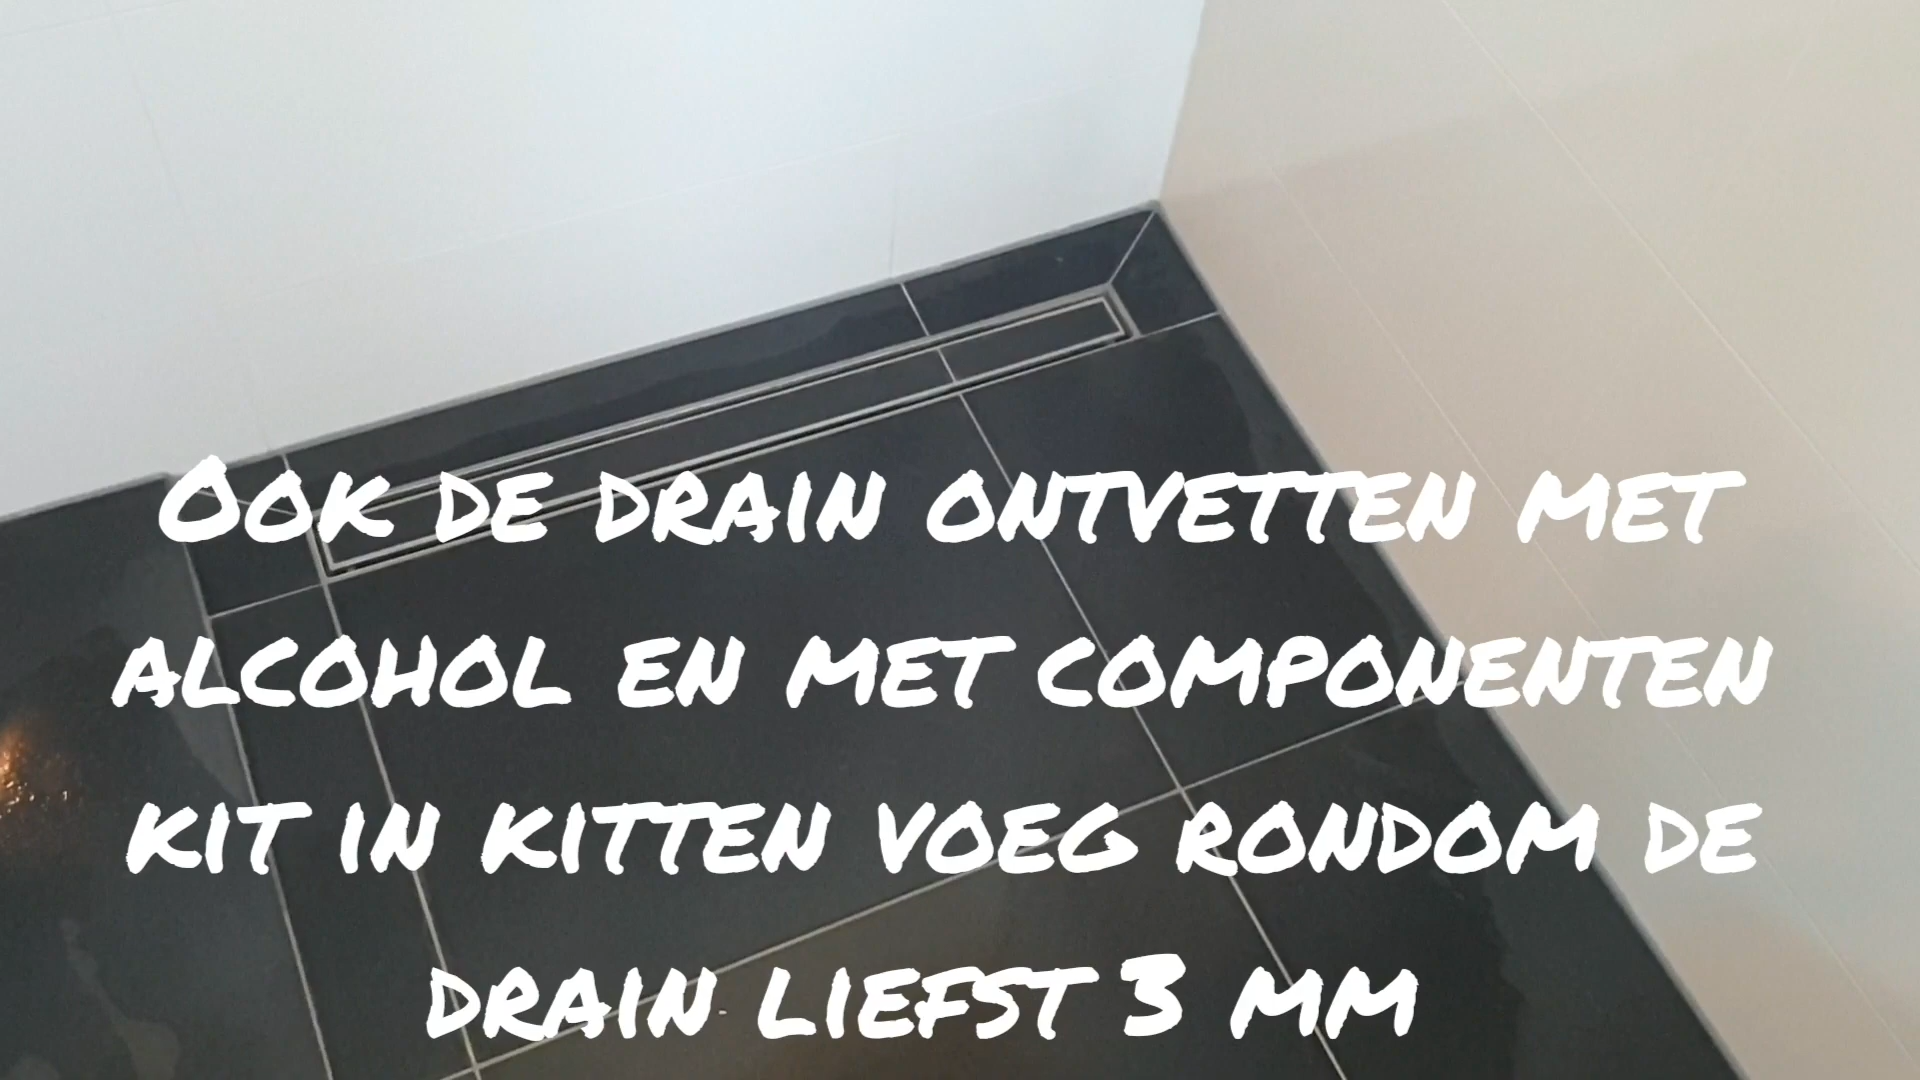 Ook de drain ontvetten met
alcohol en met componenten
kit in kitten voeg rondom de
drain liefst 3 mm